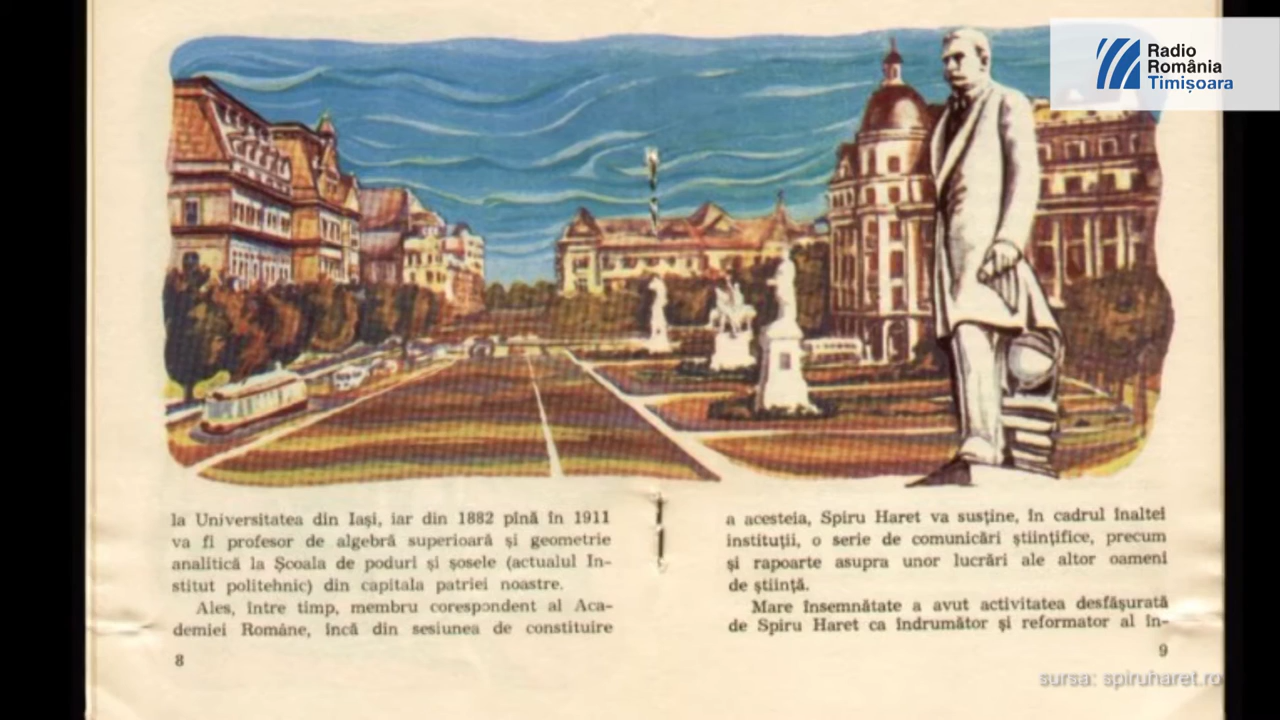 Radio
România
Timișoara
la Universitatea din Iași, iar din 1882 pînă în 1911
va fi profesor de algebră superioară și geometrie
analitică la Școala de poduri și șosele (actualul In-
stitut politehnic) din capitala patriei noastre.
Ales, între timp, membru corespondent al Aca-
demiei Române, încă din sesiunea de constituire
8
a acesteia, Spiru Haret va susține, în cadrul înaltei
instituții, o serie de comunicări științifice, precum
și rapoarte asupra unor lucrări ale altor oameni
de știință.
Mare însemnătate a avut activitatea desfășurată
de Spiru Haret ca îndrumător și reformator al în-
9
sursa: spiruharet.ro